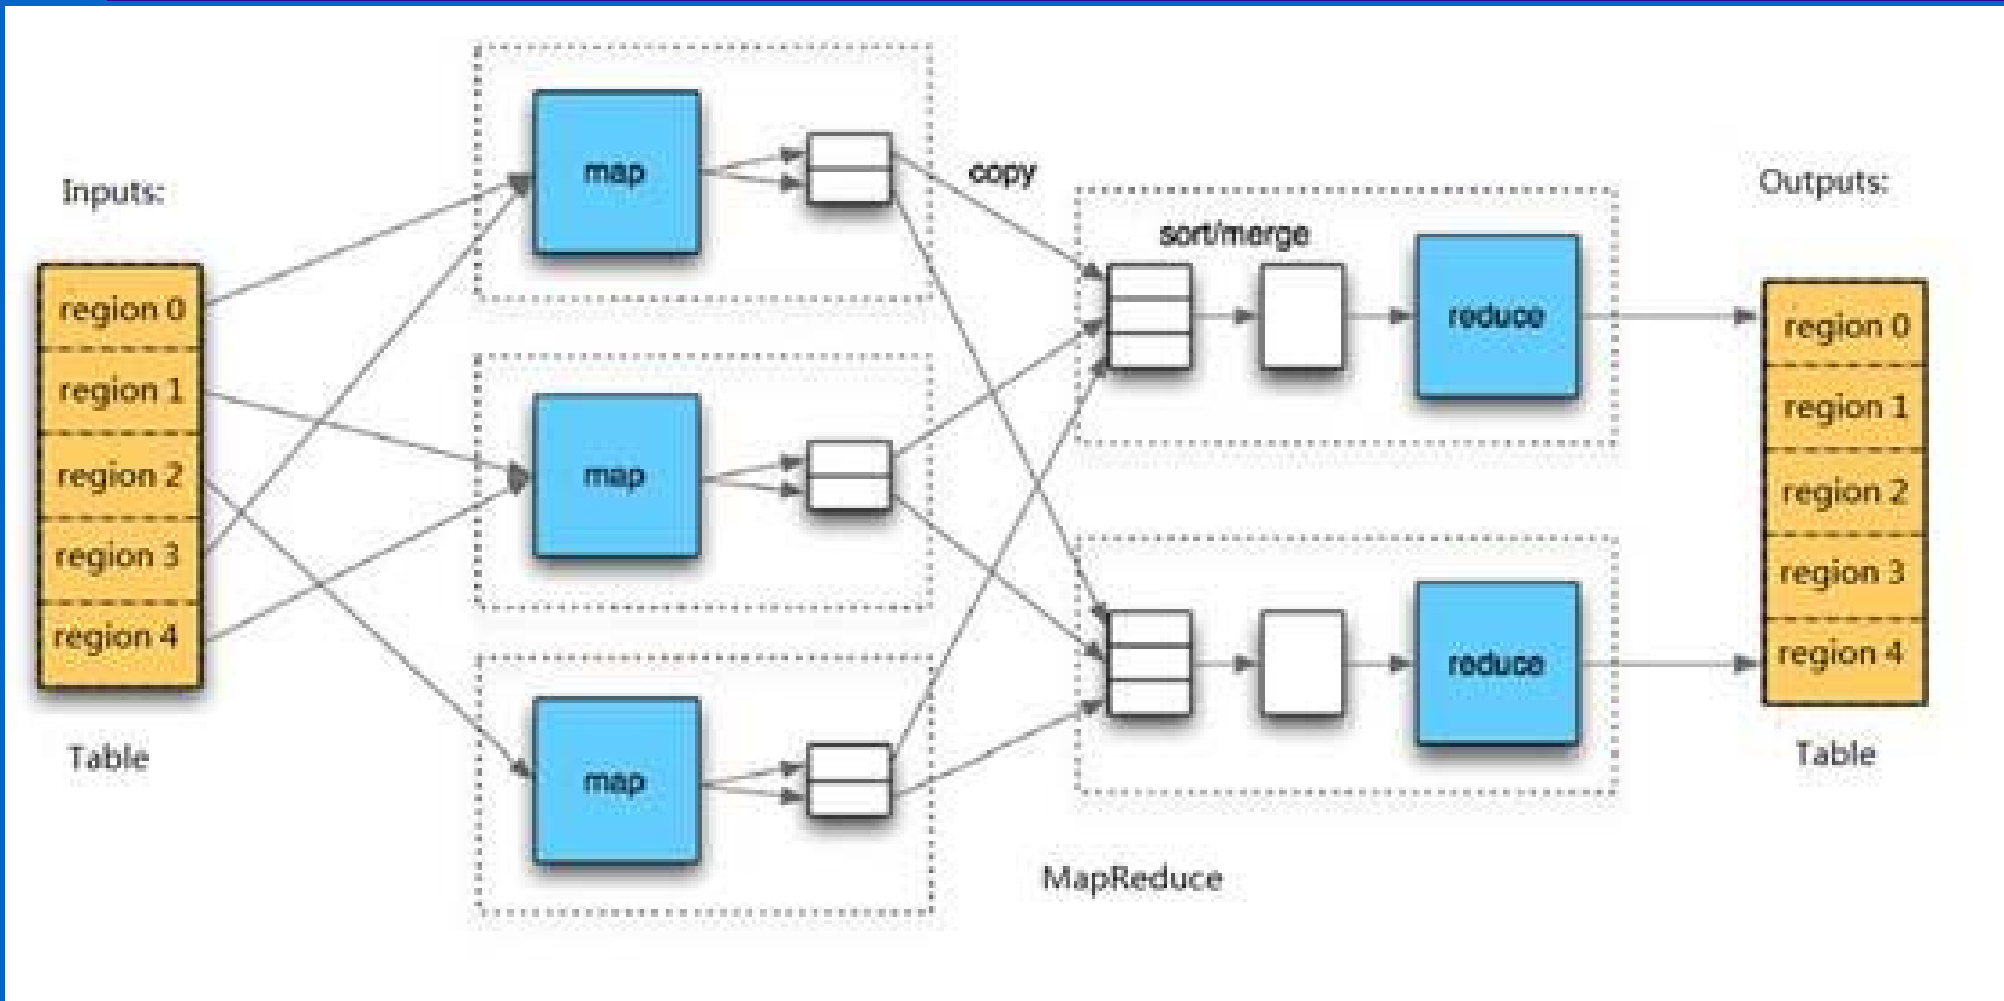 Inputs:
region 0
region 1
region 2
region 3
region 4
Table
map
map
map
copy
sort/merge
reduce
reduce
MapReduce
Outputs:
region 0
region 1
region 2
region 3
region 4
Table